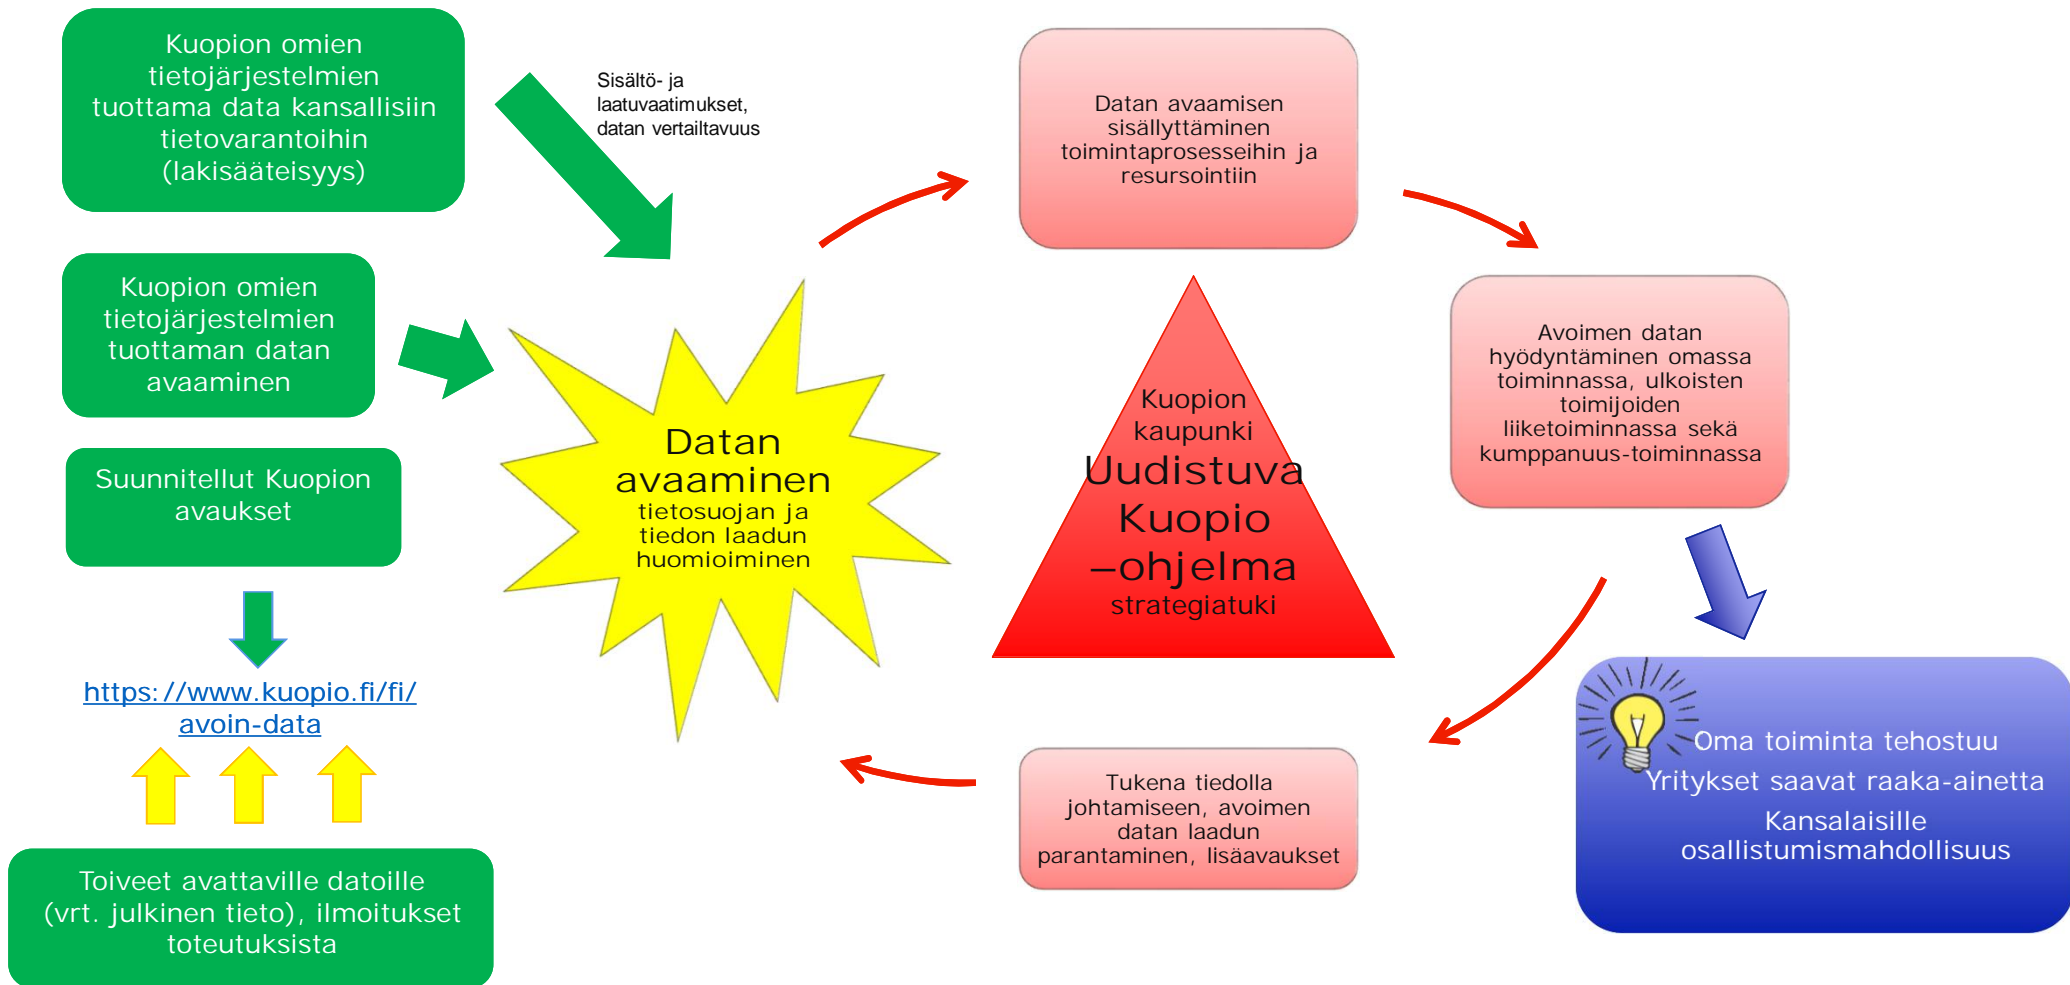 Kuopion omien
tietojärjestelmien
tuottama data kansallisiin
tietovarantoihin
(lakisääteisyys)
Sisältö- ja
laatuvaatimukset,
datan vertailtavuus
Kuopion omien
tietojärjestelmien
tuottaman datan
avaaminen
Suunnitellut Kuopion
avaukset
https://www.kuopio.fi/fi/
avoin-data
Toiveet avattaville datoille
(vrt. julkinen tieto), ilmoitukset
toteutuksista
Datan
avaaminen
tietosuojan ja
tiedon laadun
huomioiminen
Datan avaamisen
sisällyttäminen
toimintaprosesseihin ja
resursointiin
Kuopion
kaupunki
Uudistuva
Kuopio
–ohjelma
strategiatuki
Avoimen datan
hyödyntäminen omassa
toiminnassa, ulkoisten
toimijoiden
liiketoiminnassa sekä
kumppanuus-toiminnassa
Tukena tiedolla
johtamiseen, avoimen
datan laadun
parantaminen, lisäavaukset
Oma toiminta tehostuu
Yritykset saavat raaka-ainetta
Kansalaisille
osallistumismahdollisuus